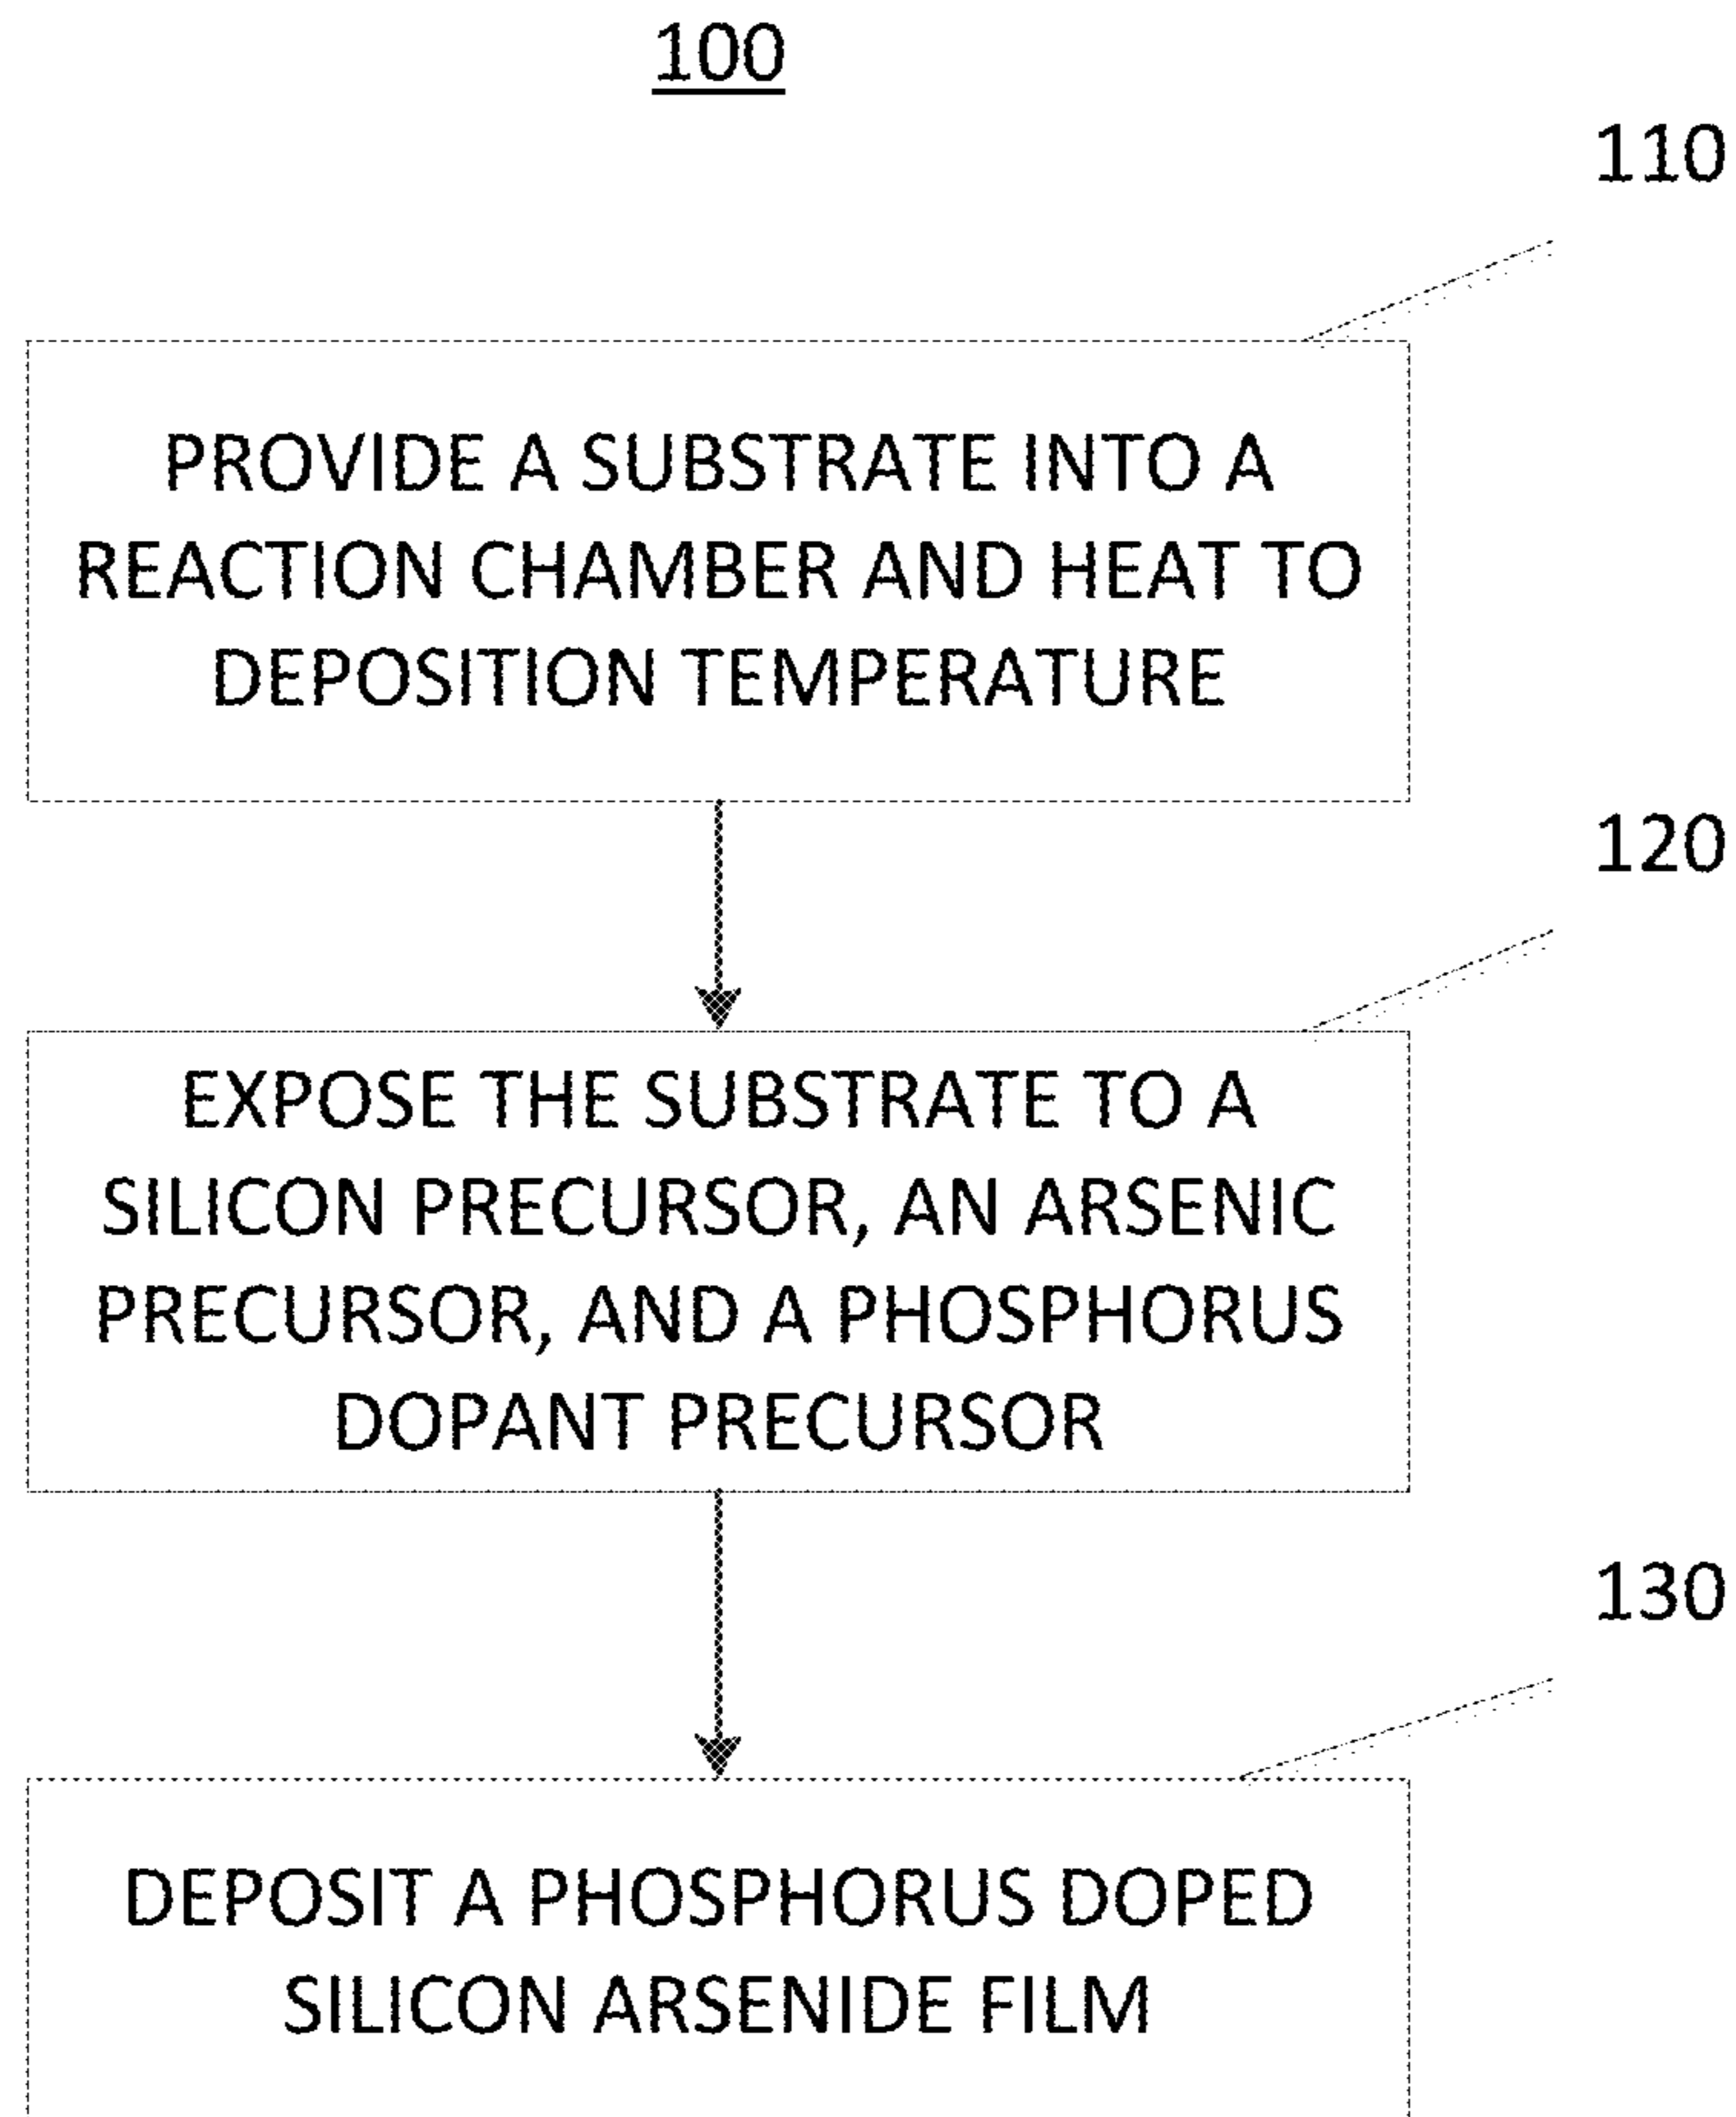 100
110
PROVIDE A SUBSTRATE INTO A
REACTION CHAMBER AND HEAT TO
DEPOSITION TEMPERATURE
120
EXPOSE THE SUBSTRATE TO A
SILICON PRECURSOR, AN ARSENIC
PRECURSOR, AND A PHOSPHORUS
DOPANT PRECURSOR
130
DEPOSIT A PHOSPHORUS DOPED
SILICON ARSENIDE FILM